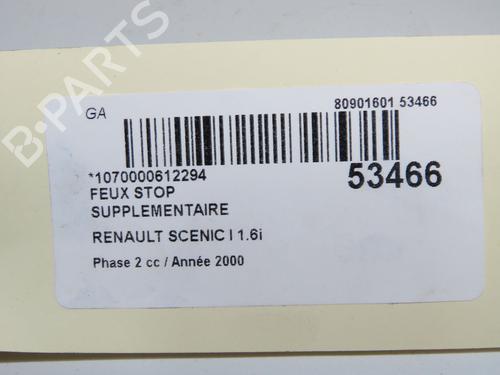 B-PARTS
GA
80901601 53466
*1070000612294
53466
FEUX STOP
SUPPLEMENTAIRE
RENAULT SCENIC I 1.6i
Phase 2 cc / Année 2000